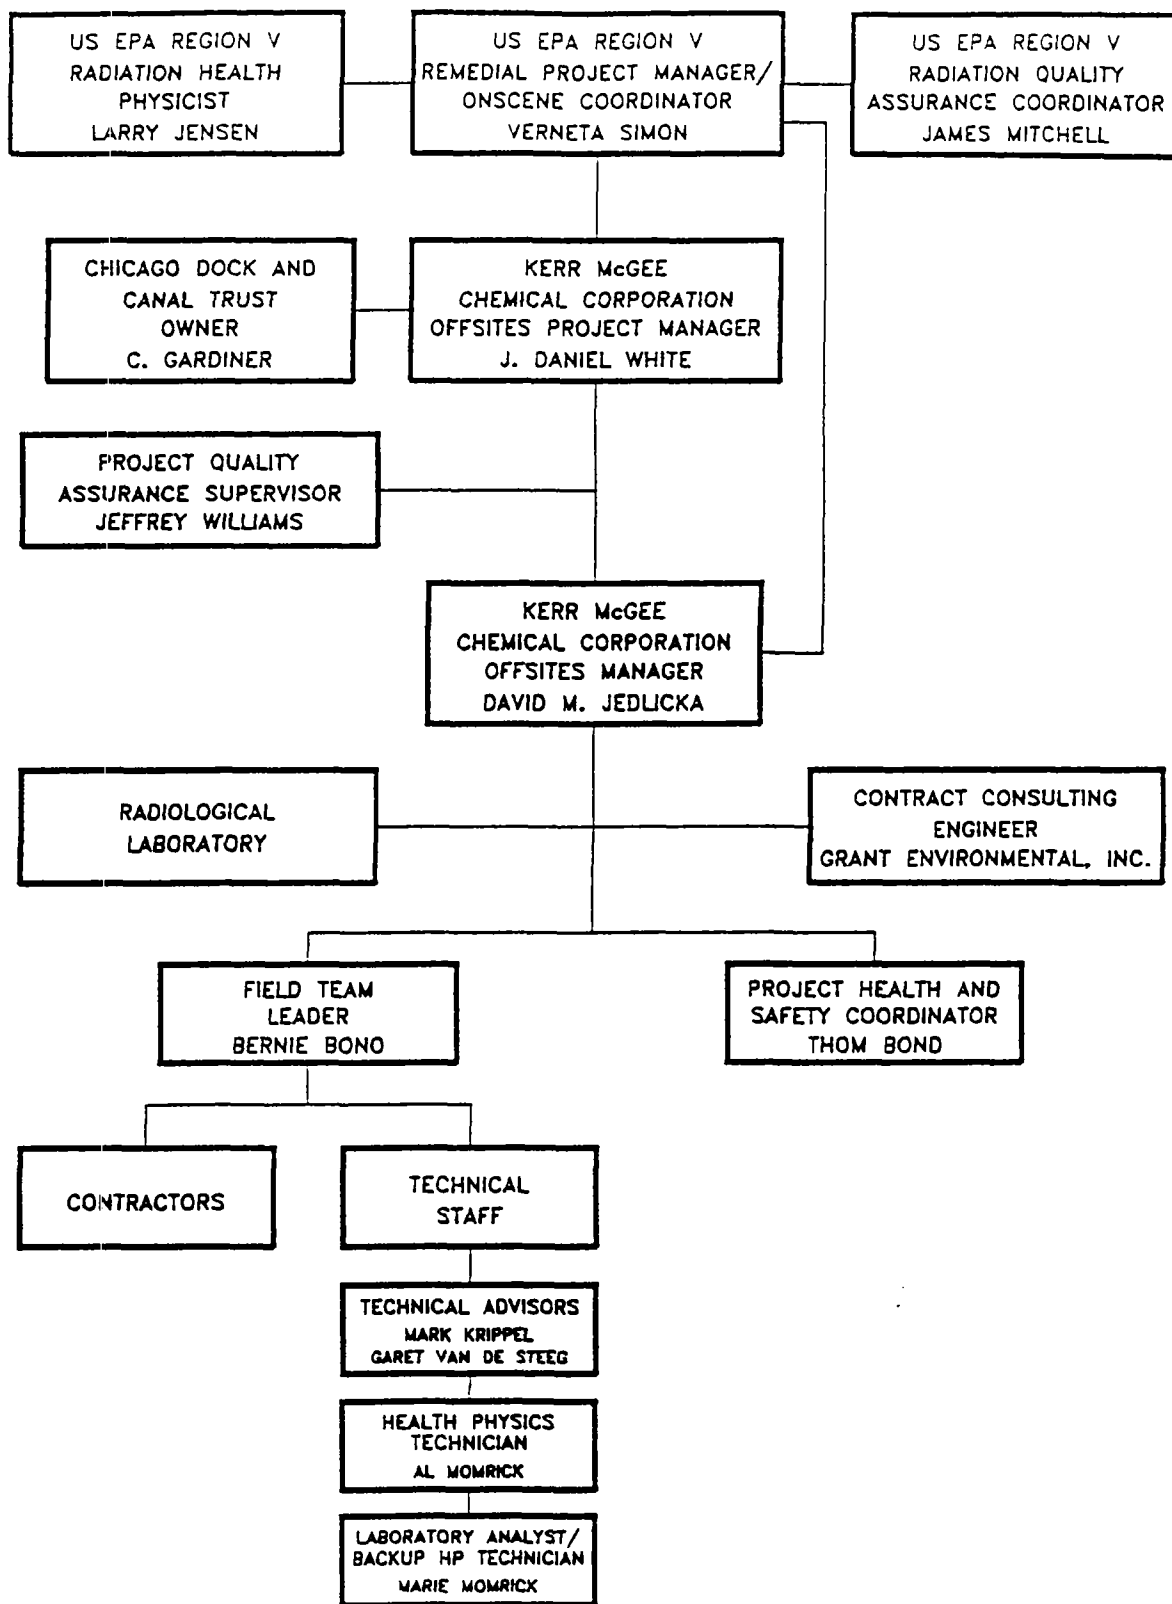 US EPA REGION V
RADIATION HEALTH
PHYSICIST
LARRY JENSEN
US EPA REGION V
REMEDIAL PROJECT MANAGER/
ONSCENE COORDINATOR
VERNETA SIMON
US EPA REGION V
RADIATION QUALITY
ASSURANCE COORDINATOR
JAMES MITCHELL
CHICAGO DOCK AND
CANAL TRUST
OWNER
C. GARDINER
KERR McGEE
CHEMICAL CORPORATION
OFFSITES PROJECT MANAGER
J. DANIEL WHITE
PROJECT QUALITY
ASSURANCE SUPERVISOR
JEFFREY WILLIAMS
KERR McGEE
CHEMICAL CORPORATION
OFFSITES MANAGER
DAVID M. JEDLICKA
RADIOLOGICAL
LABORATORY
CONTRACT CONSULTING
ENGINEER
GRANT ENVIRONMENTAL, INC.
FIELD TEAM
LEADER
BERNIE BONO
PROJECT HEALTH AND
SAFETY COORDINATOR
THOM BOND
CONTRACTORS
TECHNICAL
STAFF
TECHNICAL ADVISORS
MARK KRIPPEL
GARET VAN DE STEEG
HEALTH PHYSICS
TECHNICIAN
AL MOMRICK
LABORATORY ANALYST/
BACKUP HP TECHNICIAN
MARIE MOMRICK